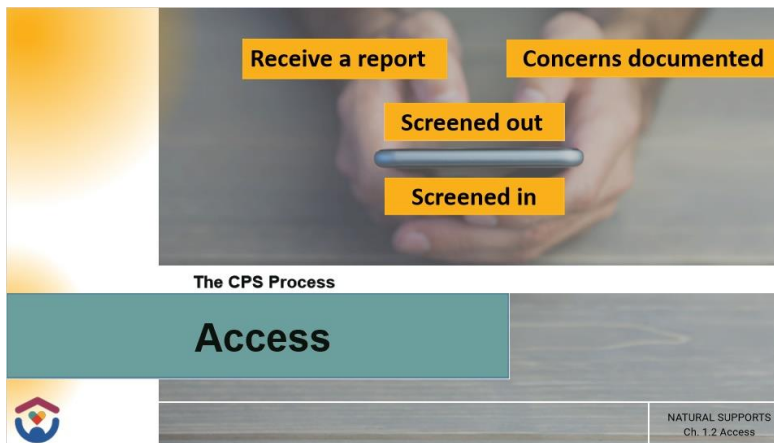 Receive a report
Concerns documented
Screened out
Screened in
The CPS Process
Access
NATURAL SUPPORTS
Ch. 1.2 Access